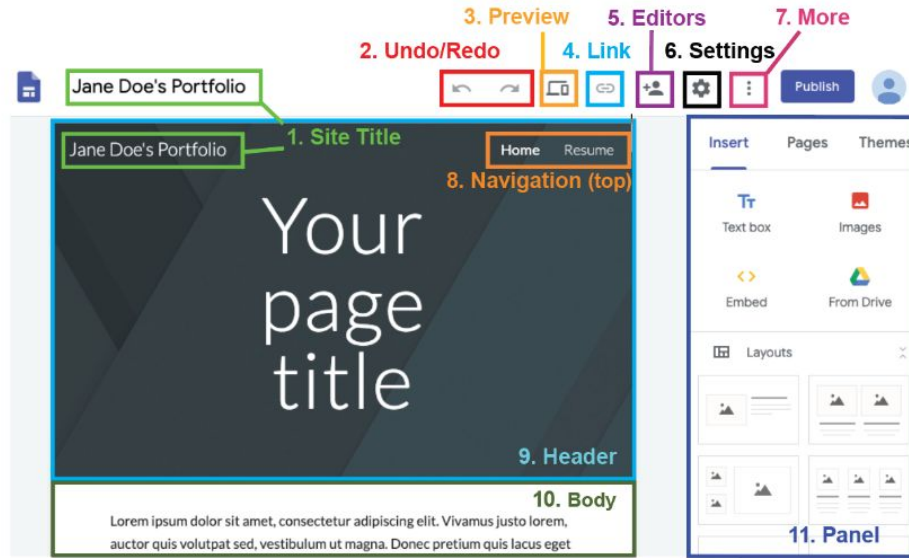 3. Preview
5. Editors
7. More
2. Undo/Redo
4. Link
6. Settings
Jane Doe's Portfolio
Publish
1. Site Title
Jane Doe's Portfolio
Home Resume
8. Navigation (top)
Your
page
title
9. Header
10. Body
Lorem ipsum dolor sit amet, consectetur adipiscing elit. Vivamus justo lorem,
auctor quis volutpat sed, vestibulum ut magna. Donec pretium quis lacus eget
Insert Pages Themes
Tт
Text box Images
Embed From Drive
Layouts
11. Panel